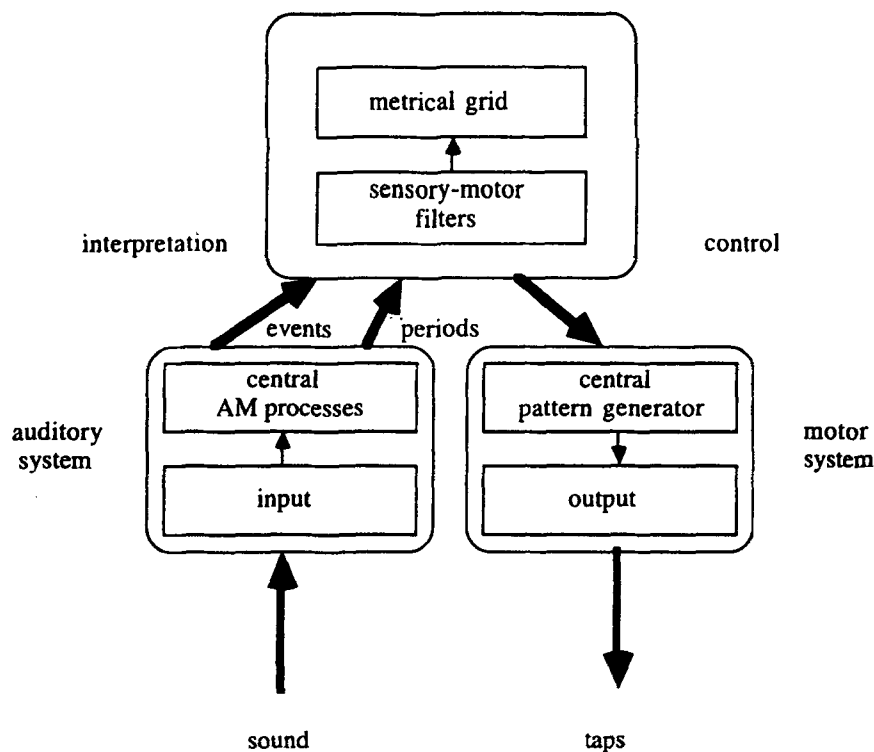 metrical grid
sensory-motor
filters
interpretation
control
events
periods
central
AM processes
central
pattern generator
auditory
system
motor
system
input
output
sound
taps